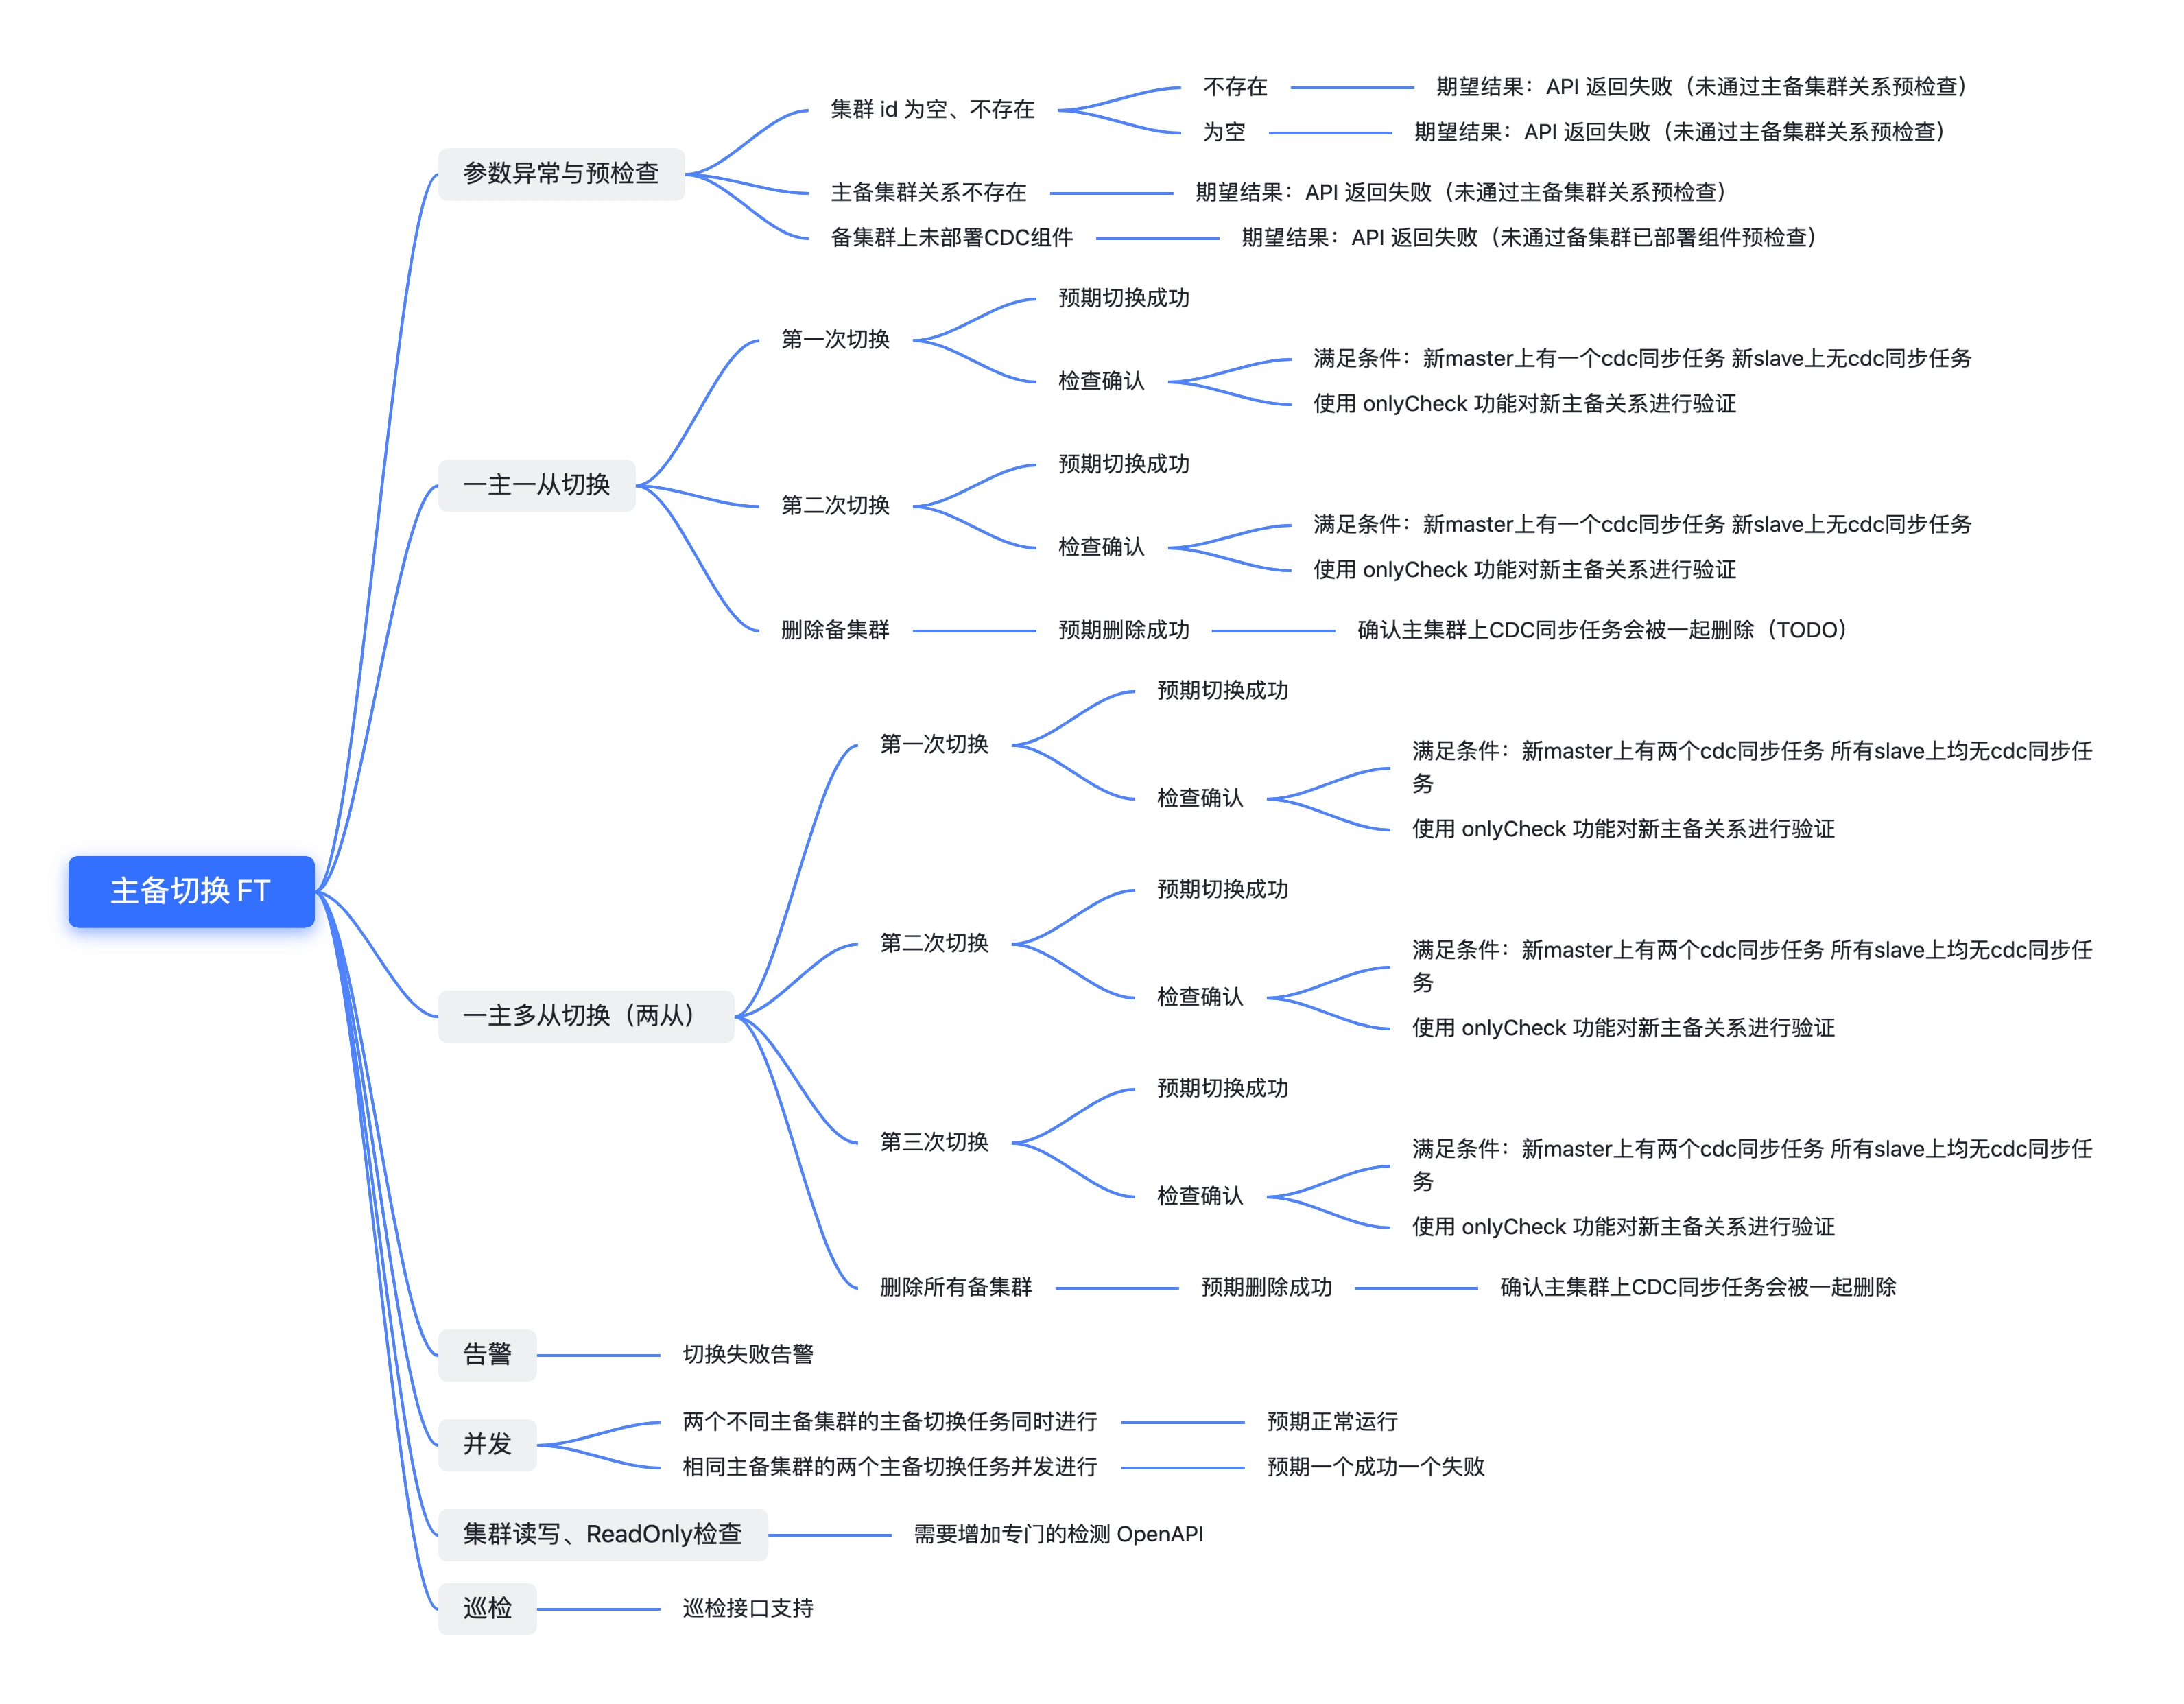 主备切换 FT
参数异常与预检查
集群 id 为空、不存在
不存在
期望结果：API 返回失败（未通过主备集群关系预检查）
为空
期望结果：API 返回失败（未通过主备集群关系预检查）
主备集群关系不存在
期望结果：API 返回失败（未通过主备集群关系预检查）
备集群上未部署CDC组件
期望结果：API 返回失败（未通过备集群已部署组件预检查）
一主一从切换
第一次切换
预期切换成功
检查确认
满足条件：新master上有一个cdc同步任务 新slave上无cdc同步任务
使用 onlyCheck 功能对新主备关系进行验证
第二次切换
预期切换成功
检查确认
满足条件：新master上有一个cdc同步任务 新slave上无cdc同步任务
使用 onlyCheck 功能对新主备关系进行验证
删除备集群
预期删除成功
确认主集群上CDC同步任务会被一起删除（TODO）
一主多从切换（两从）
第一次切换
预期切换成功
检查确认
满足条件：新master上有两个cdc同步任务 所有slave上均无cdc同步任
务
使用 onlyCheck 功能对新主备关系进行验证
第二次切换
预期切换成功
检查确认
满足条件：新master上有两个cdc同步任务 所有slave上均无cdc同步任
务
使用 onlyCheck 功能对新主备关系进行验证
第三次切换
预期切换成功
检查确认
满足条件：新master上有两个cdc同步任务 所有slave上均无cdc同步任
务
使用 onlyCheck 功能对新主备关系进行验证
删除所有备集群
预期删除成功
确认主集群上CDC同步任务会被一起删除
告警
切换失败告警
并发
两个不同主备集群的主备切换任务同时进行
预期正常运行
相同主备集群的两个主备切换任务并发进行
预期一个成功一个失败
集群读写、ReadOnly检查
需要增加专门的检测 OpenAPI
巡检
巡检接口支持